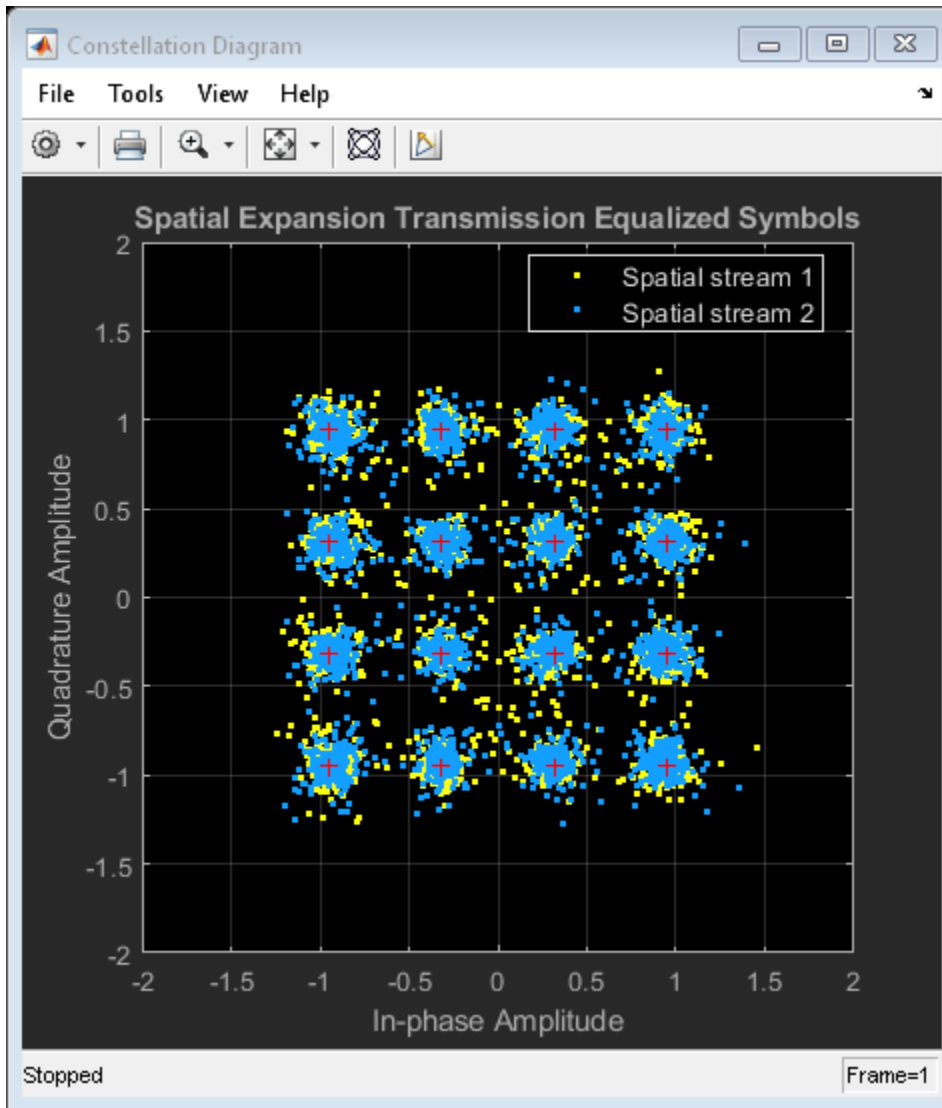 Constellation Diagram
File Tools View Help
Spatial Expansion Transmission Equalized Symbols
Spatial stream 1
Spatial stream 2
Quadrature Amplitude
2
1.5
1
0.5
0
-0.5
-1
-1.5
-2
-2 -1.5 -1 -0.5 0 0.5 1 1.5 2
In-phase Amplitude
Stopped Frame=1